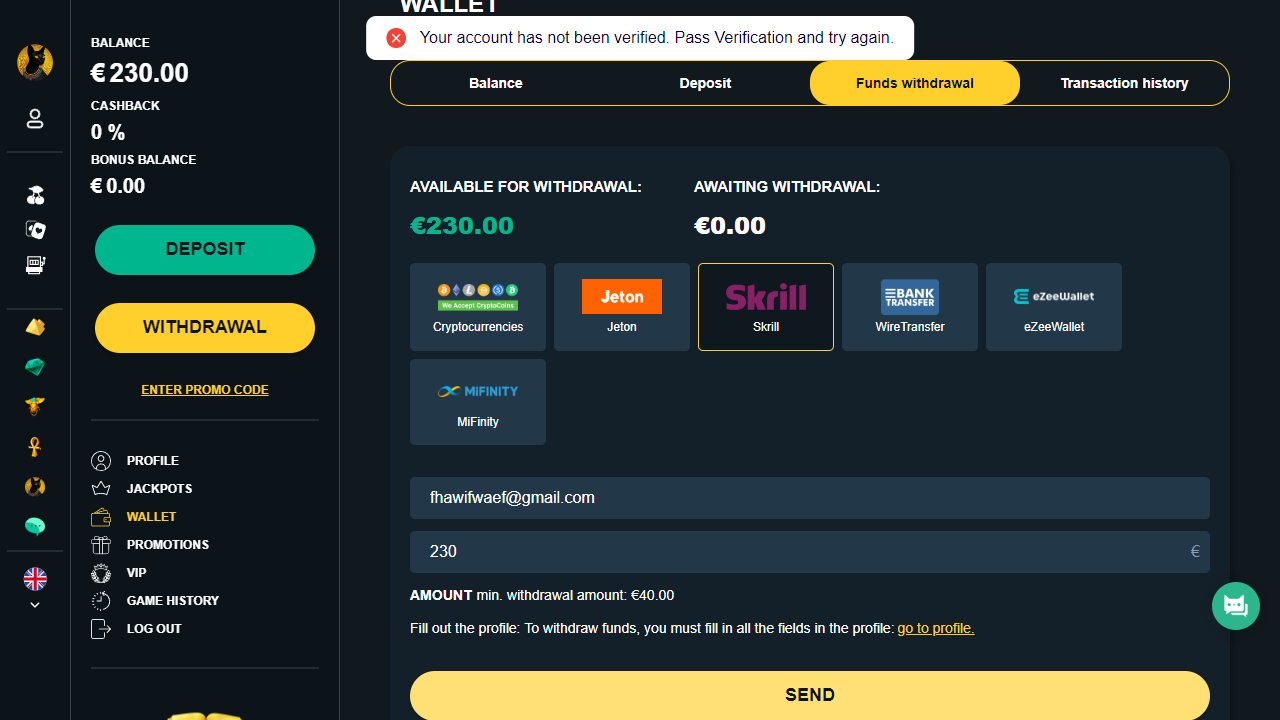 WALLET
Your account has not been verified. Pass Verification and try again.
BALANCE
€ 230.00
CASHBACK
0 %
BONUS BALANCE
€ 0.00
DEPOSIT
WITHDRAWAL
ENTER PROMO CODE
PROFILE
JACKPOTS
WALLET
PROMOTIONS
VIP
GAME HISTORY
LOG OUT
Balance
Deposit
Funds withdrawal
Transaction history
AVAILABLE FOR WITHDRAWAL:
€230.00
AWAITING WITHDRAWAL:
€0.00
We Accept CryptoCoins
Cryptocurrencies
Jeton
Jeton
Skrill
Skrill
BANK
TRANSFER
WireTransfer
eZeeWallet
eZeeWallet
MiFINITY
MiFinity
fhawifwaef@gmail.com
230 €
AMOUNT min. withdrawal amount: €40.00
Fill out the profile: To withdraw funds, you must fill in all the fields in the profile: go to profile.
SEND